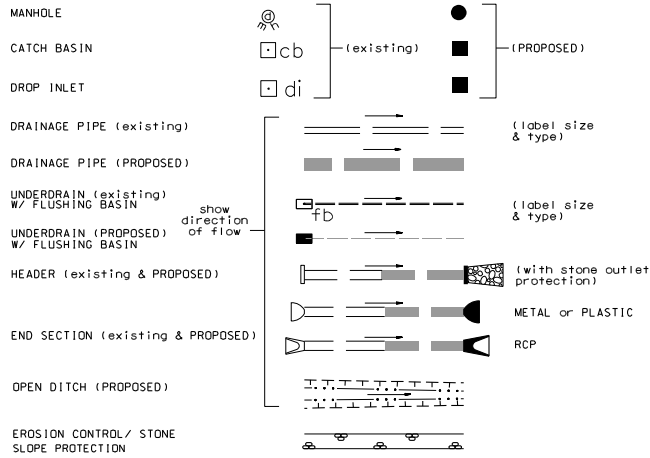 MANHOLE
d
m h
CATCH BASIN
cb
(existing)
(PROPOSED)
DROP INLET
di
DRAINAGE PIPE (existing)
(label size
& type)
DRAINAGE PIPE (PROPOSED)
UNDERDRAIN (existing)
W/ FLUSHING BASIN
fb
(label size
& type)
show
direction
of flow
UNDERDRAIN (PROPOSED)
W/ FLUSHING BASIN
HEADER (existing & PROPOSED)
(with stone outlet
protection)
METAL or PLASTIC
END SECTION (existing & PROPOSED)
RCP
OPEN DITCH (PROPOSED)
EROSION CONTROL/ STONE
SLOPE PROTECTION